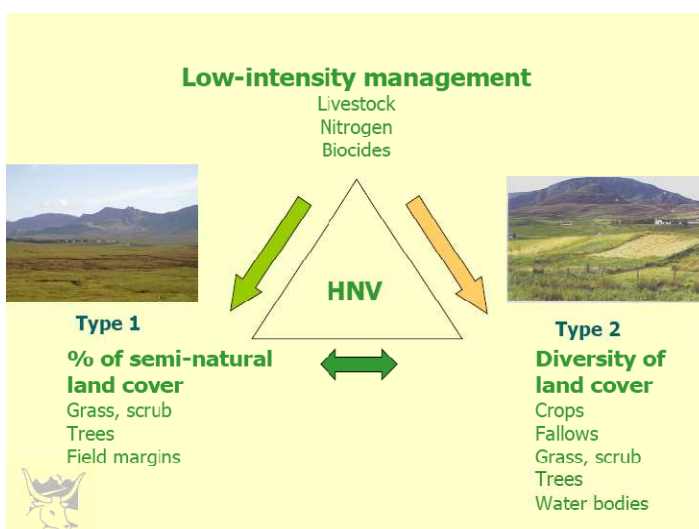 Low-intensity management
Livestock
Nitrogen
Biocides
HNV
Type 1
% of semi-natural
land cover
Grass, scrub
Trees
Field margins
Type 2
Diversity of
land cover
Crops
Fallows
Grass, scrub
Trees
Water bodies